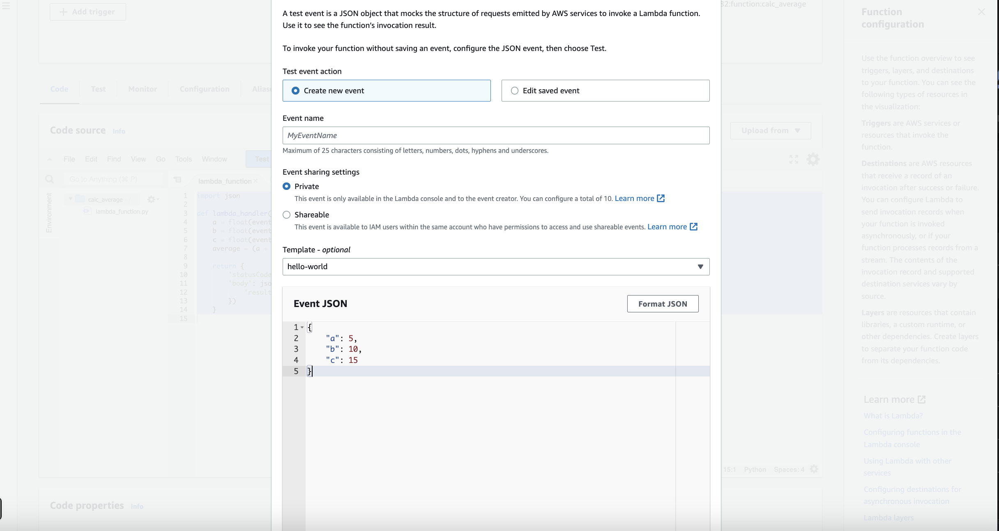 Add trigger
82:function:calc_average
Code
Test
Monitor
Configuration
Alias
Code source Info
Upload from
File Edit Find View Go Tools Window Test
Go to Anything (⌘ P)
lambda_function
Environment
calc_average
lambda_function.py
1 import json
2
3 def lambda_handler(
4 a = float(event
5 b = float(event
6 c = float(event
7 average = (a +
8
9 return {
10 'statusCode
11 'body': jso
12 'result
13 })
14 }
15
15:1 Python Spaces: 4
Code properties Info
A test event is a JSON object that mocks the structure of requests emitted by AWS services to invoke a Lambda function.
Use it to see the function’s invocation result.
To invoke your function without saving an event, configure the JSON event, then choose Test.
Test event action
Create new event
Edit saved event
Event name
MyEventName
Maximum of 25 characters consisting of letters, numbers, dots, hyphens and underscores.
Event sharing settings
Private
This event is only available in the Lambda console and to the event creator. You can configure a total of 10. Learn more
Shareable
This event is available to IAM users within the same account who have permissions to access and use shareable events. Learn more
Template - optional
hello-world
Event JSON
Format JSON
1 {
2 "a": 5,
3 "b": 10,
4 "c": 15
5 }
Function
configuration
Use the function overview to see
triggers, layers, and destinations
to your function. You can see the
following types of resources in
the visualization:
Triggers are AWS services or
resources that invoke the
function.
Destinations are AWS resources
that receive a record of an
invocation after success or failure.
You can configure Lambda to
send invocation records when
your function is invoked
asynchronously, or if your
function processes records from a
stream. The contents of the
invocation record and supported
destination services vary by
source.
Layers are resources that contain
libraries, a custom runtime, or
other dependencies. Create layers
to separate your function code
from its dependencies.
Learn more
What is Lambda?
Configuring functions in the
Lambda console
Using Lambda with other
services
Configuring destinations for
asynchronous invocation
Lambda layers